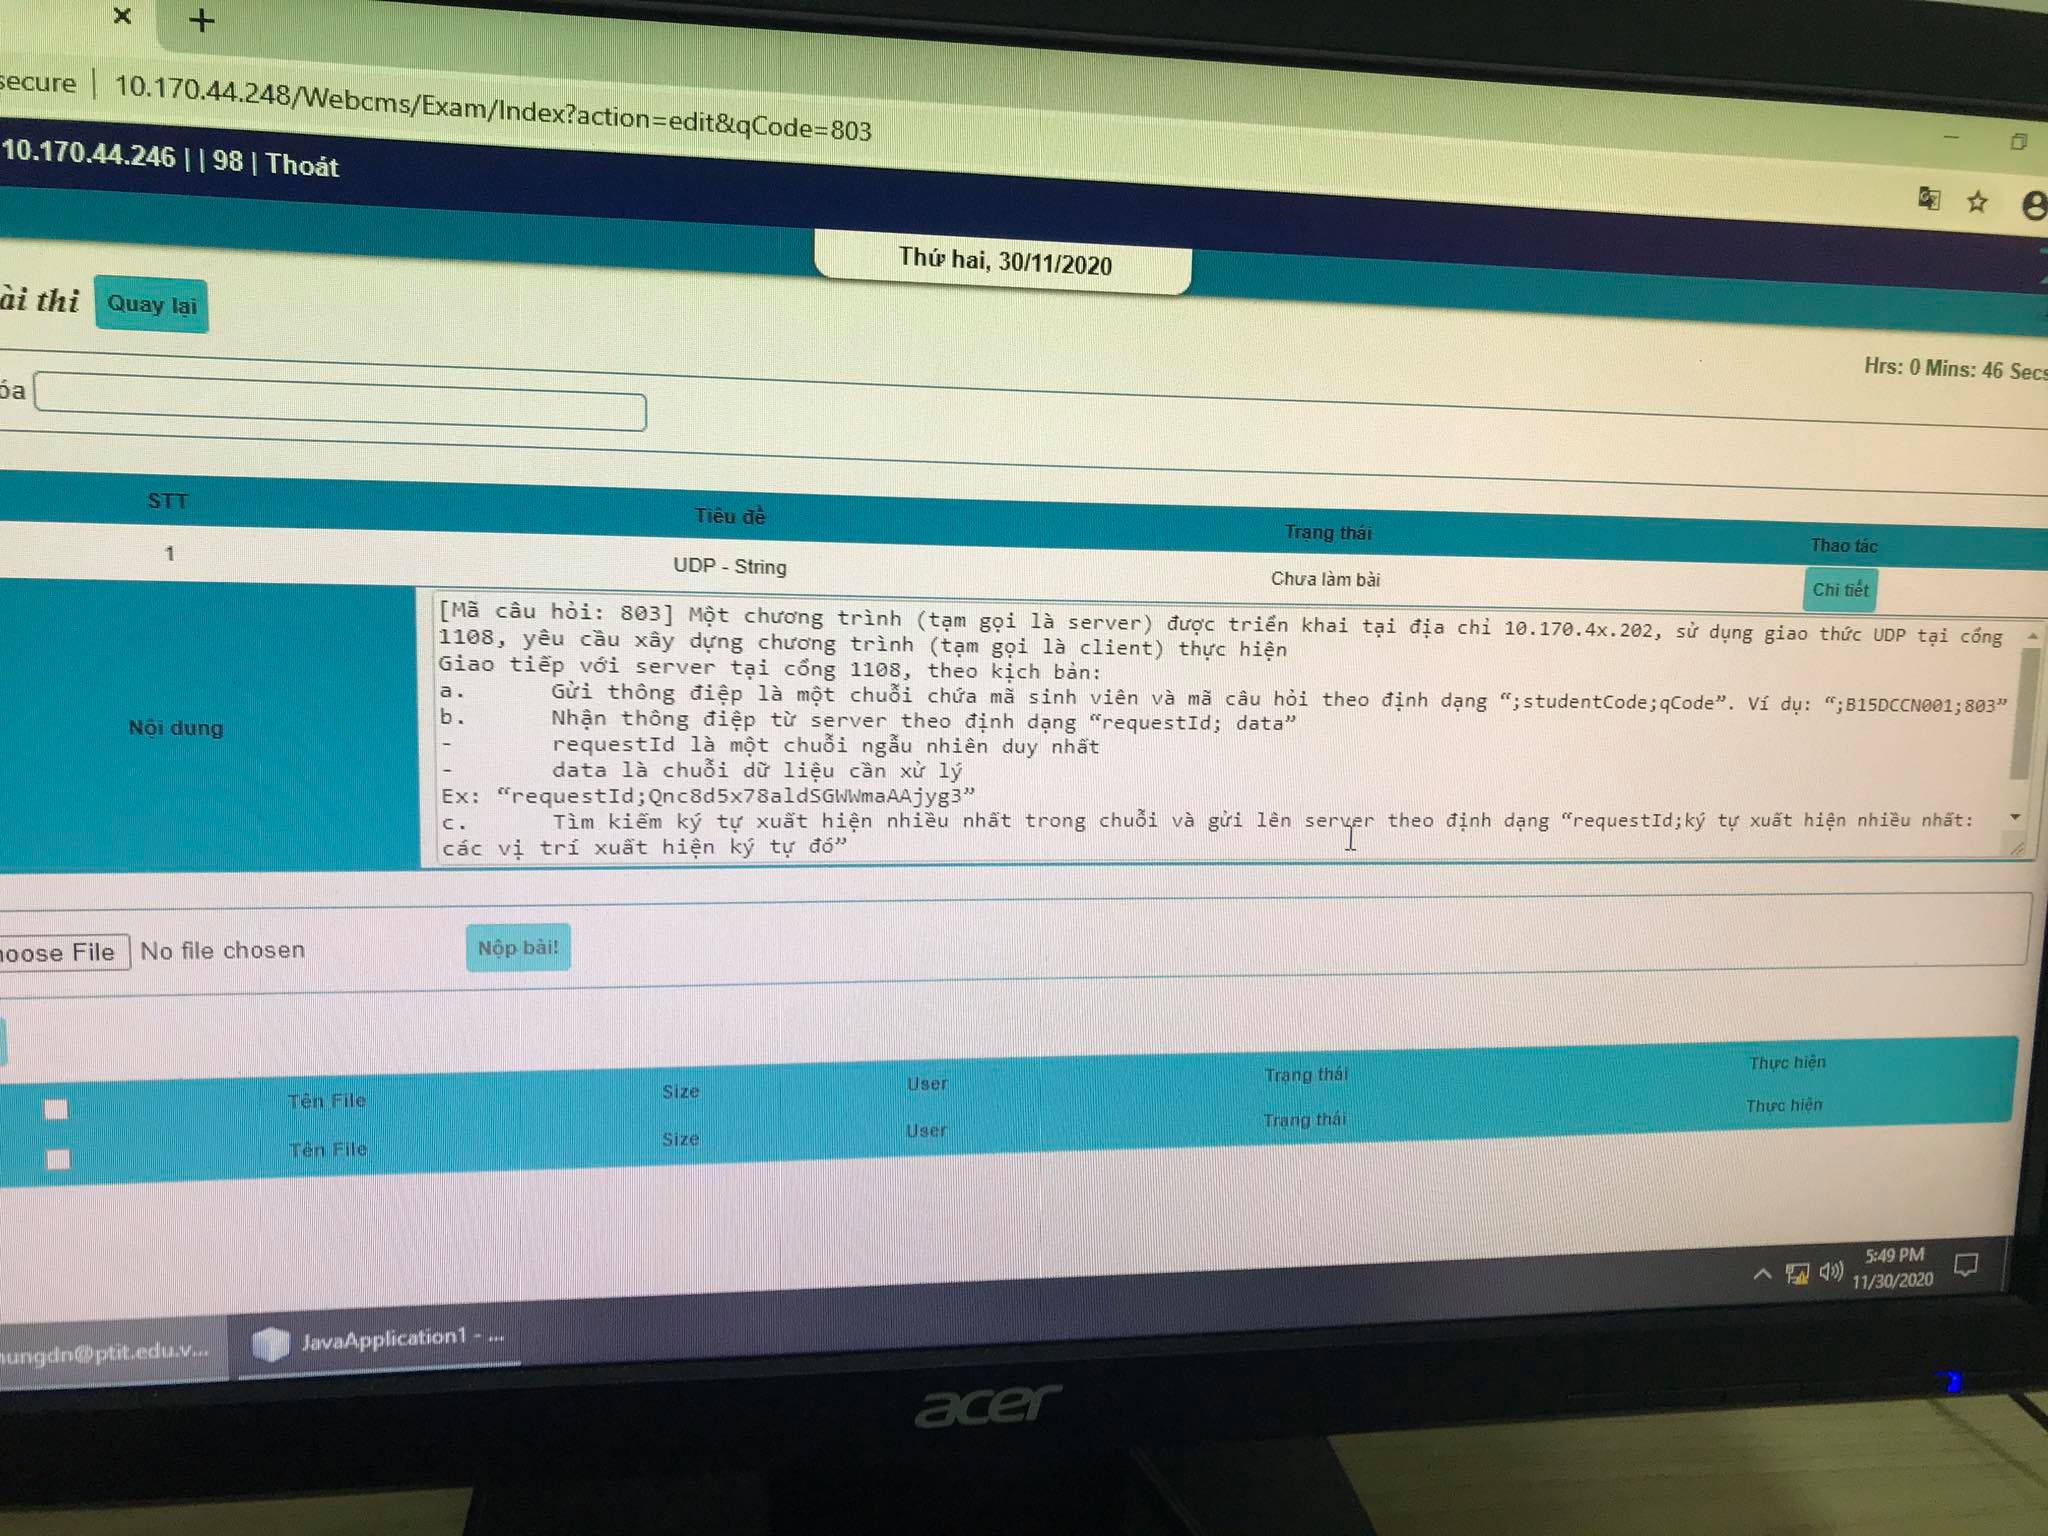 secure | 10.170.44.248/Webcms/Exam/Index?action=edit&qCode=803
10.170.44.246 | | 98 | Thoát
Thứ hai, 30/11/2020
ài thi Quay lại
Hrs: 0 Mins: 46 Secs
óa
STT Tiêu đề Trạng thái Thao tác
1 UDP - String Chưa làm bài Chi tiết
Nội dung
[Mã câu hỏi: 803] Một chương trình (tạm gọi là server) được triển khai tại địa chỉ 10.170.4x.202, sử dụng giao thức UDP tại cổng
1108, yêu cầu xây dựng chương trình (tạm gọi là client) thực hiện
Giao tiếp với server tại cổng 1108, theo kịch bản:
a. Gửi thông điệp là một chuỗi chứa mã sinh viên và mã câu hỏi theo định dạng “;studentCode;qCode”. Ví dụ: “;B15DCCN001;803”
b. Nhận thông điệp từ server theo định dạng “requestId; data”
- requestId là một chuỗi ngẫu nhiên duy nhất
- data là chuỗi dữ liệu cần xử lý
Ex: “requestId;Qnc8d5x78aldSGWWmaAAjyg3”
c. Tìm kiếm ký tự xuất hiện nhiều nhất trong chuỗi và gửi lên server theo định dạng “requestId;ký tự xuất hiện nhiều nhất:
các vị trí xuất hiện ký tự đó”
hoose File No file chosen Nộp bài!
Tên File Size User Trạng thái Thực hiện
Tên File Size User Trạng thái Thực hiện
5:49 PM
11/30/2020
hungdn@ptit.edu.v... JavaApplication1 - ...
acer